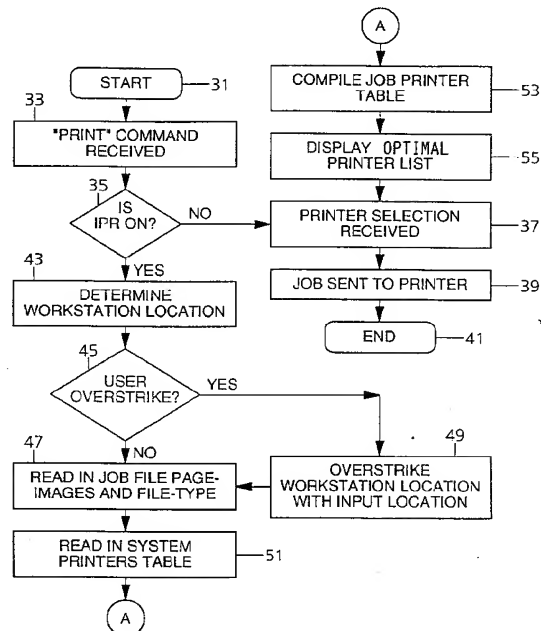 START
31
33
"PRINT" COMMAND
RECEIVED
35
IS
IPR ON?
NO
YES
43
DETERMINE
WORKSTATION LOCATION
45
USER
OVERSTRIKE?
YES
NO
47
READ IN JOB FILE PAGE-
IMAGES AND FILE-TYPE
49
OVERSTRIKE
WORKSTATION LOCATION
WITH INPUT LOCATION
READ IN SYSTEM
PRINTERS TABLE
51
A
A
COMPILE JOB PRINTER
TABLE
53
DISPLAY OPTIMAL
PRINTER LIST
55
PRINTER SELECTION
RECEIVED
37
JOB SENT TO PRINTER
39
END
41